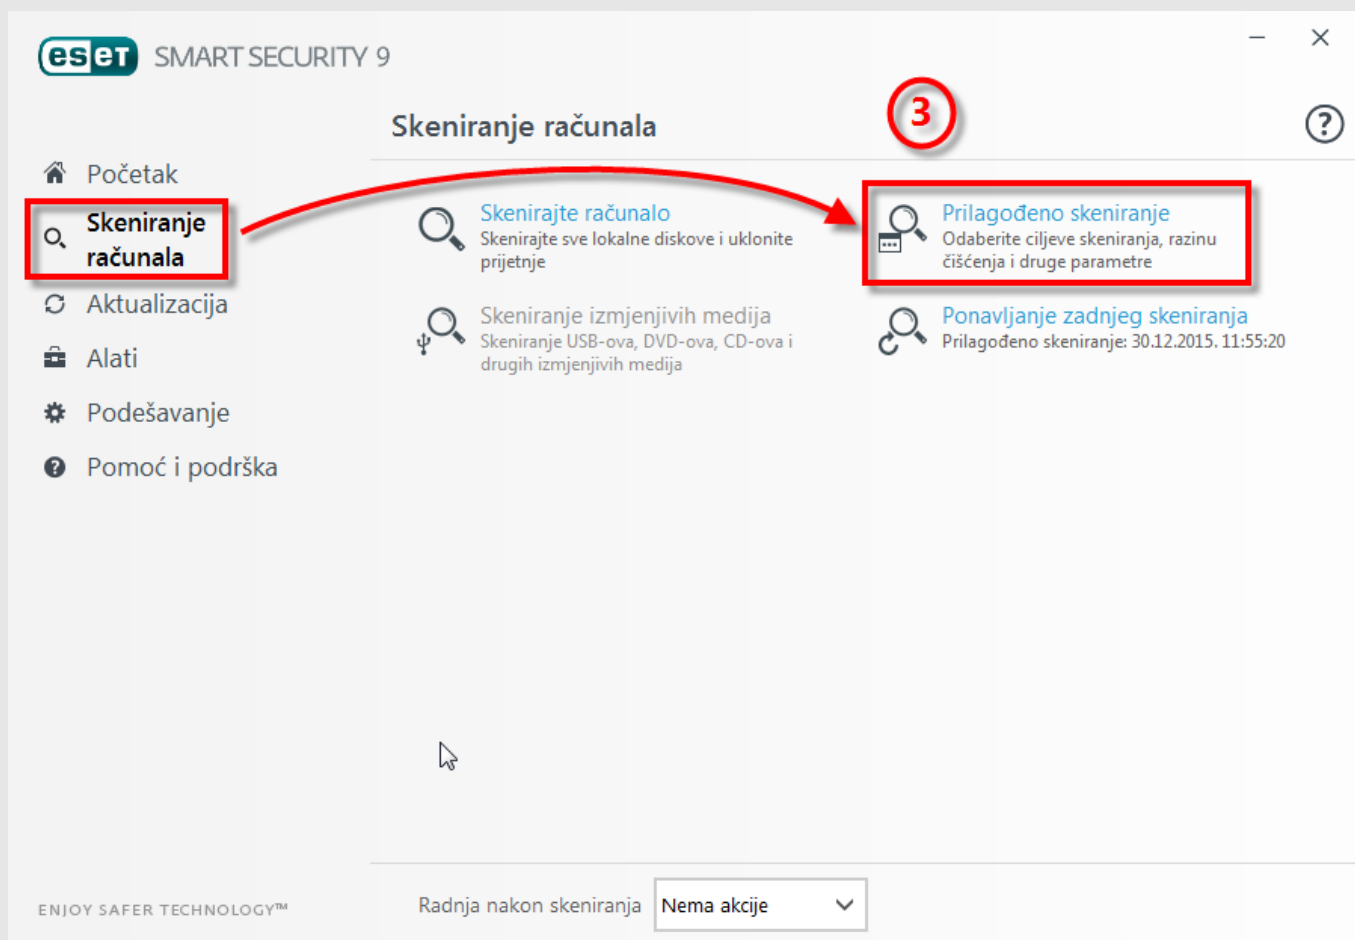 eset SMART SECURITY 9
Skeniranje računala
3
?
Početak
Skeniranje
računala
Aktualizacija
Alati
Podešavanje
Pomoć i podrška
Skenirajte računalo
Skenirajte sve lokalne diskove i uklonite
prijetnje
Prilagođeno skeniranje
Odaberite ciljeve skeniranja, razinu
čišćenja i druge parametre
Skeniranje izmjenjivih medija
Skeniranje USB-ova, DVD-ova, CD-ova i
drugih izmjenjivih medija
Ponavljanje zadnjeg skeniranja
Prilagođeno skeniranje: 30.12.2015. 11:55:20
ENJOY SAFER TECHNOLOGY™
Radnja nakon skeniranja Nema akcije